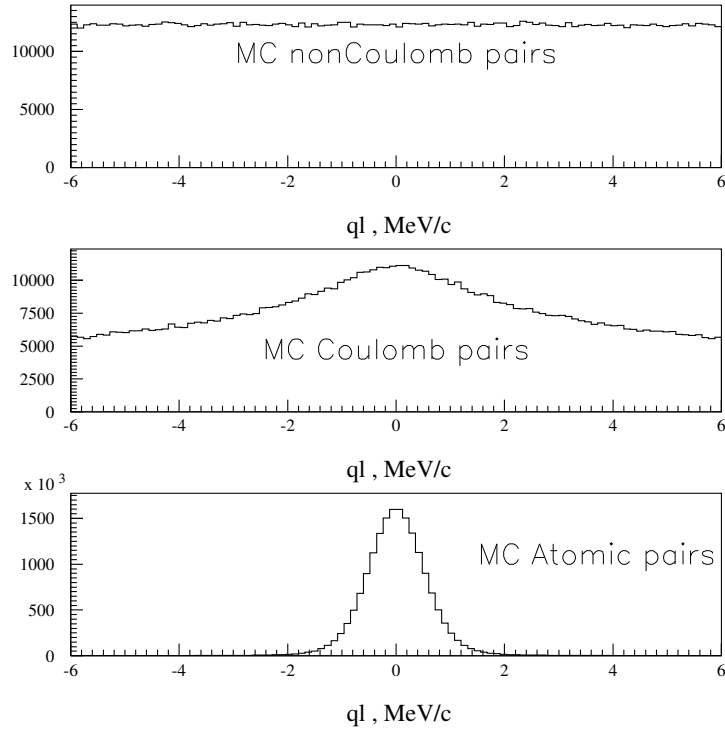 10000
5000
0
MC nonCoulomb pairs
-6 -4 -2 0 2 4 6
ql , MeV/c
10000
7500
5000
2500
0
MC Coulomb pairs
-6 -4 -2 0 2 4 6
ql , MeV/c
x 10 3
1500
1000
500
0
MC Atomic pairs
-6 -4 -2 0 2 4 6
ql , MeV/c